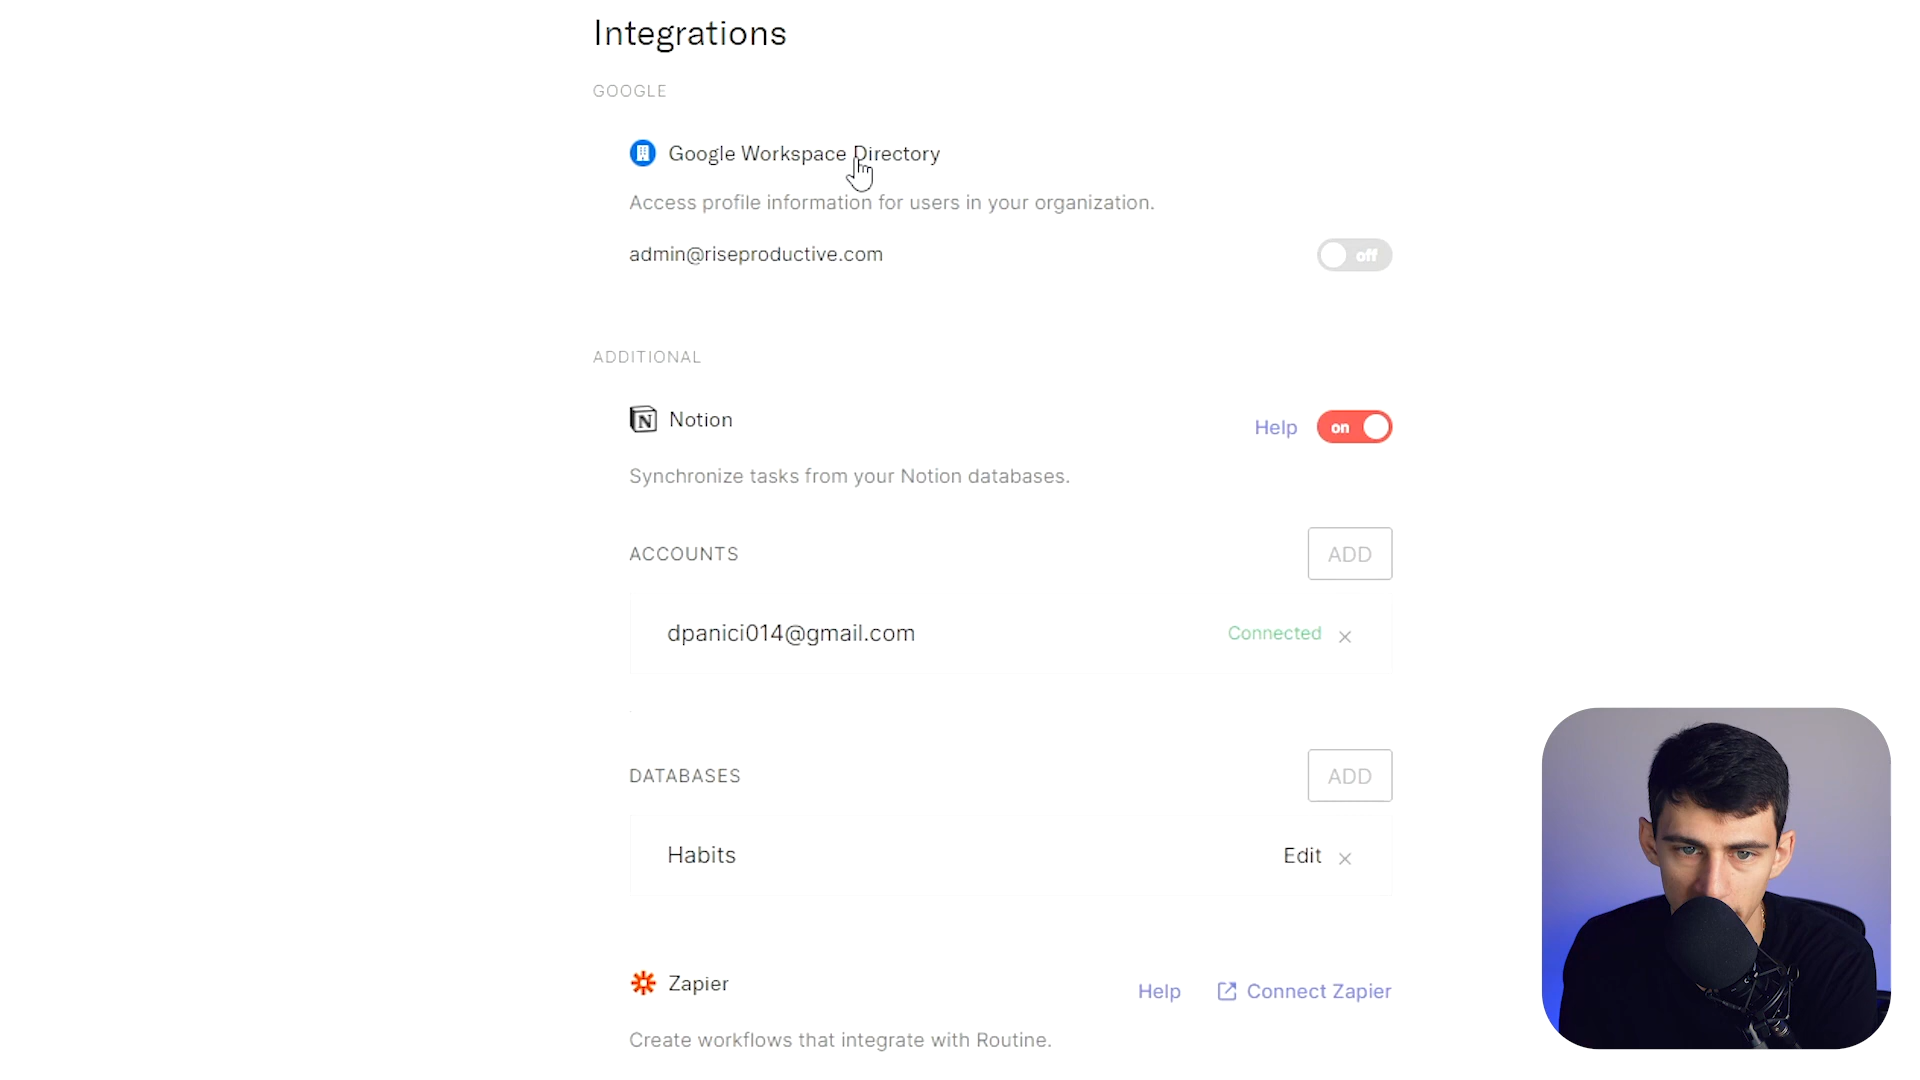 Integrations
GOOGLE
Google Workspace Directory
Access profile information for users in your organization.
admin@riseproductive.com
off
ADDITIONAL
Notion
Help
on
Synchronize tasks from your Notion databases.
ACCOUNTS
ADD
dpanici014@gmail.com
Connected
DATABASES
ADD
Habits
Edit
Zapier
Help
Connect Zapier
Create workflows that integrate with Routine.